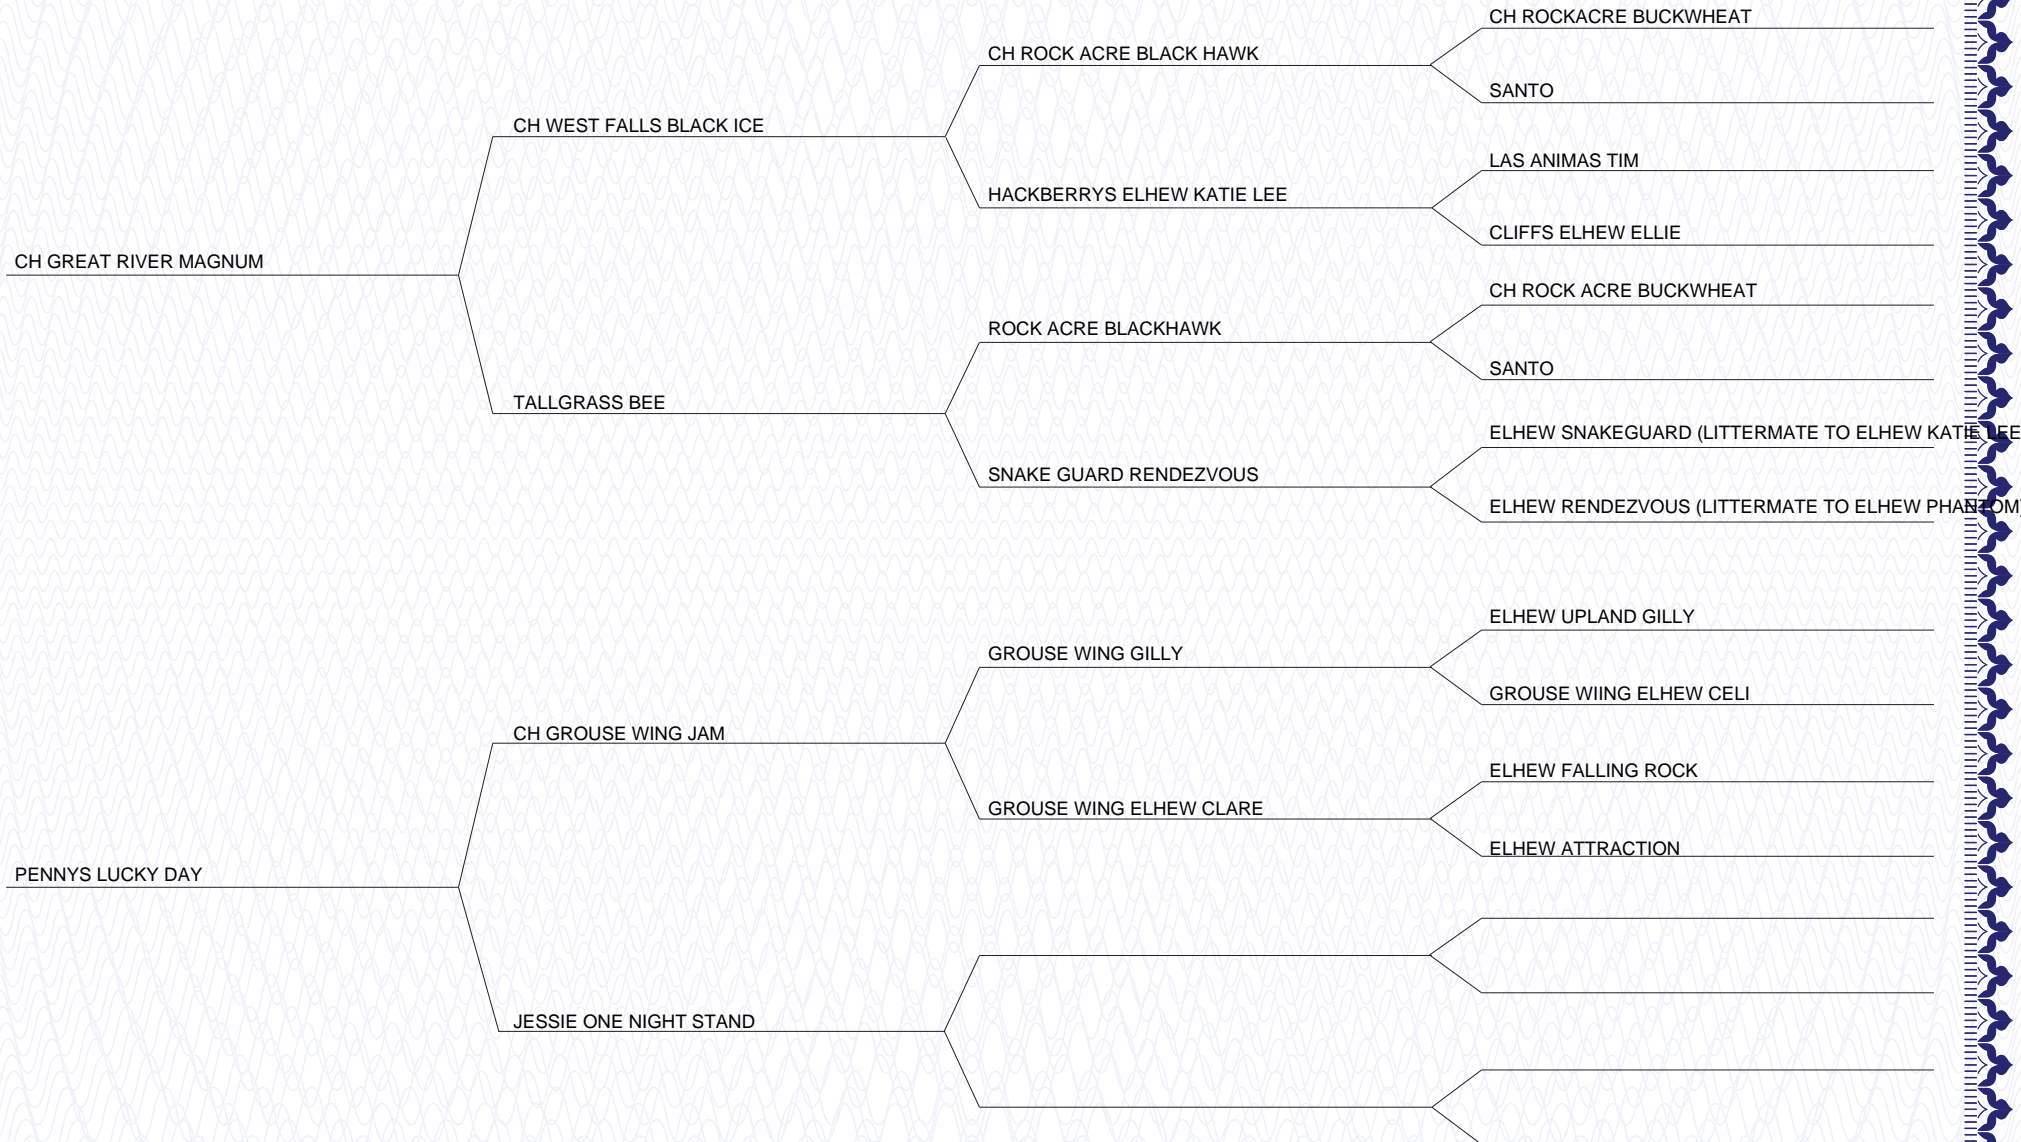 CH ROCKACRE BUCKWHEAT
CH ROCK ACRE BLACK HAWK
SANTO
CH WEST FALLS BLACK ICE
LAS ANIMAS TIM
HACKBERRYS ELHEW KATIE LEE
CLIFFS ELHEW ELLIE
CH GREAT RIVER MAGNUM
CH ROCK ACRE BUCKWHEAT
ROCK ACRE BLACKHAWK
SANTO
TALLGRASS BEE
ELHEW SNAKEGUARD (LITTERMATE TO ELHEW KATIE LEE
SNAKE GUARD RENDEZVOUS
ELHEW RENDEZVOUS (LITTERMATE TO ELHEW PHANTOM)
ELHEW UPLAND GILLY
GROUSE WING GILLY
GROUSE WIING ELHEW CELI
CH GROUSE WING JAM
ELHEW FALLING ROCK
GROUSE WING ELHEW CLARE
ELHEW ATTRACTION
PENNYS LUCKY DAY
JESSIE ONE NIGHT STAND